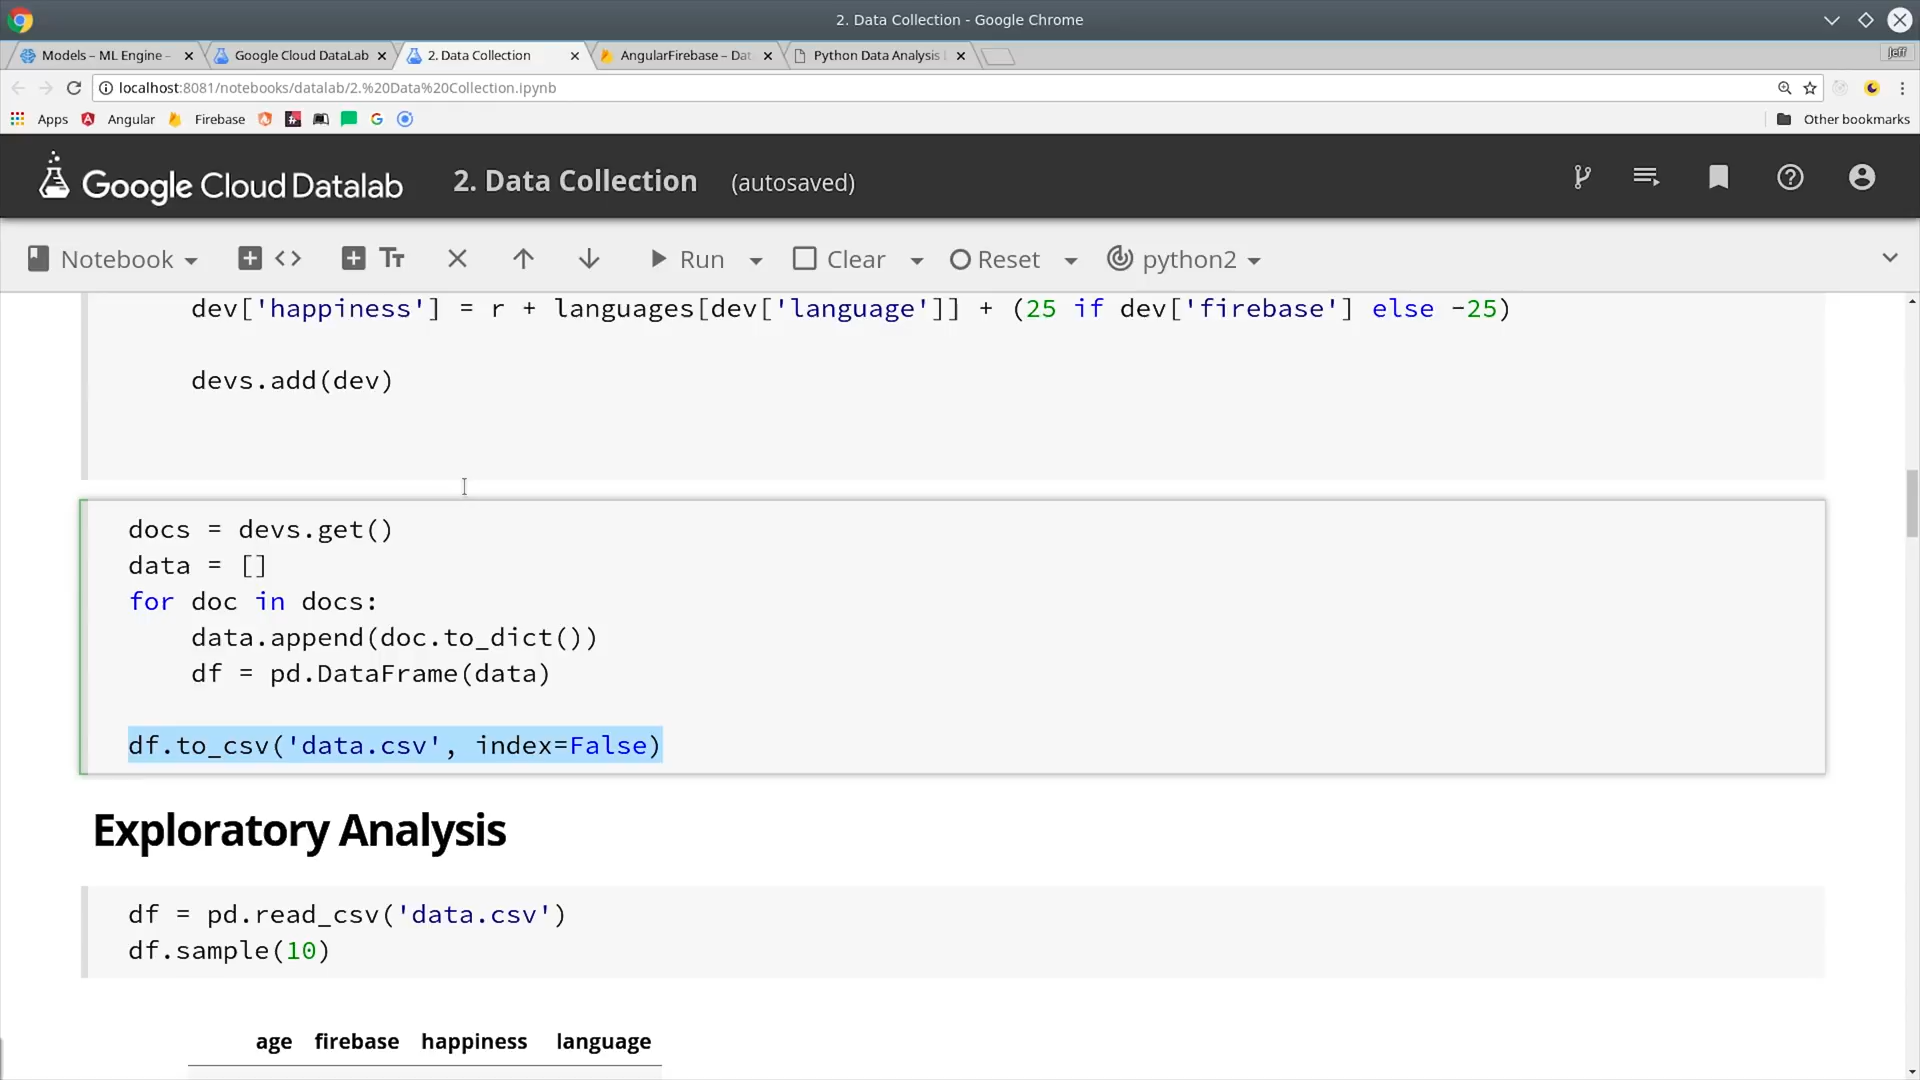 2. Data Collection - Google Chrome
Models – ML Engine –
Google Cloud DataLab
2. Data Collection
AngularFirebase – Dat
Python Data Analysis
Jeff
localhost:8081/notebooks/datalab/2.%20Data%20Collection.ipynb
Apps
Angular
Firebase
Other bookmarks
Google Cloud Datalab
2. Data Collection
(autosaved)
Notebook
Run
Clear
Reset
python2
dev['happiness'] = r + languages[dev['language']] + (25 if dev['firebase'] else -25)
devs.add(dev)
docs = devs.get()
data = []
for doc in docs:
data.append(doc.to_dict())
df = pd.DataFrame(data)
df.to_csv('data.csv', index=False)
Exploratory Analysis
df = pd.read_csv('data.csv')
df.sample(10)
age firebase happiness language